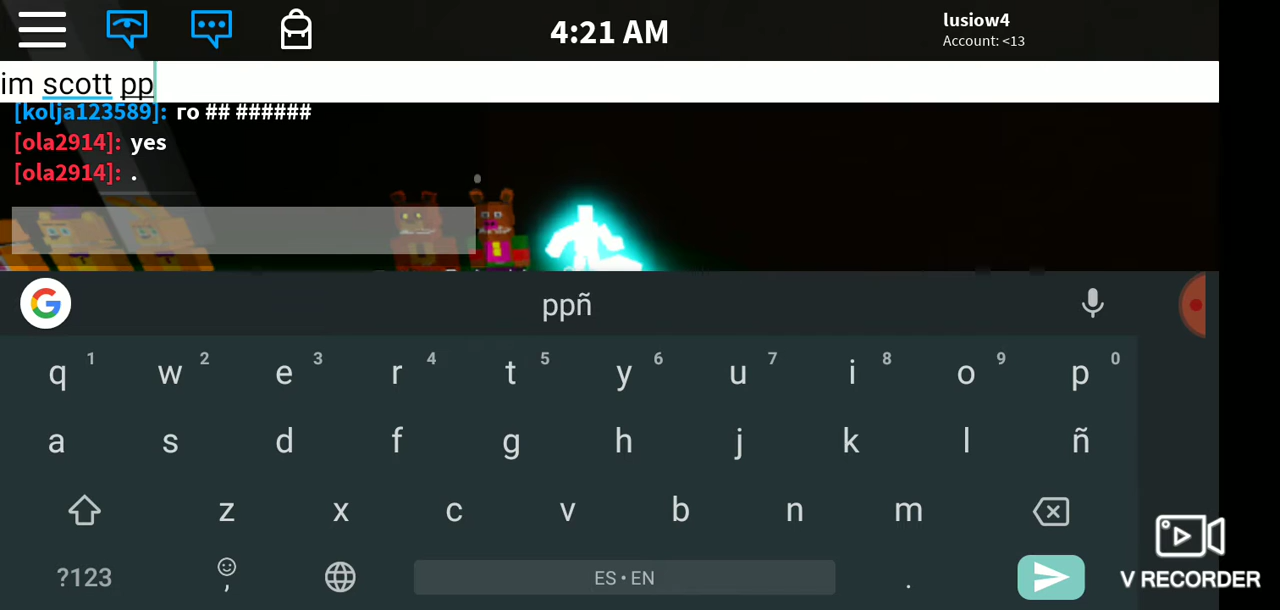 4:21 AM
lusiow4
Account: <13
im scott pp
[kolja123589]: го ## ######
[ola2914]: yes
[ola2914]: .
G
ppñ
q 1 w 2 e 3 r 4 t 5 y 6 u 7 i 8 o 9 p 0
a s d f g h j k l ñ
z x c v b n m
?123 , ES • EN .
V RECORDER